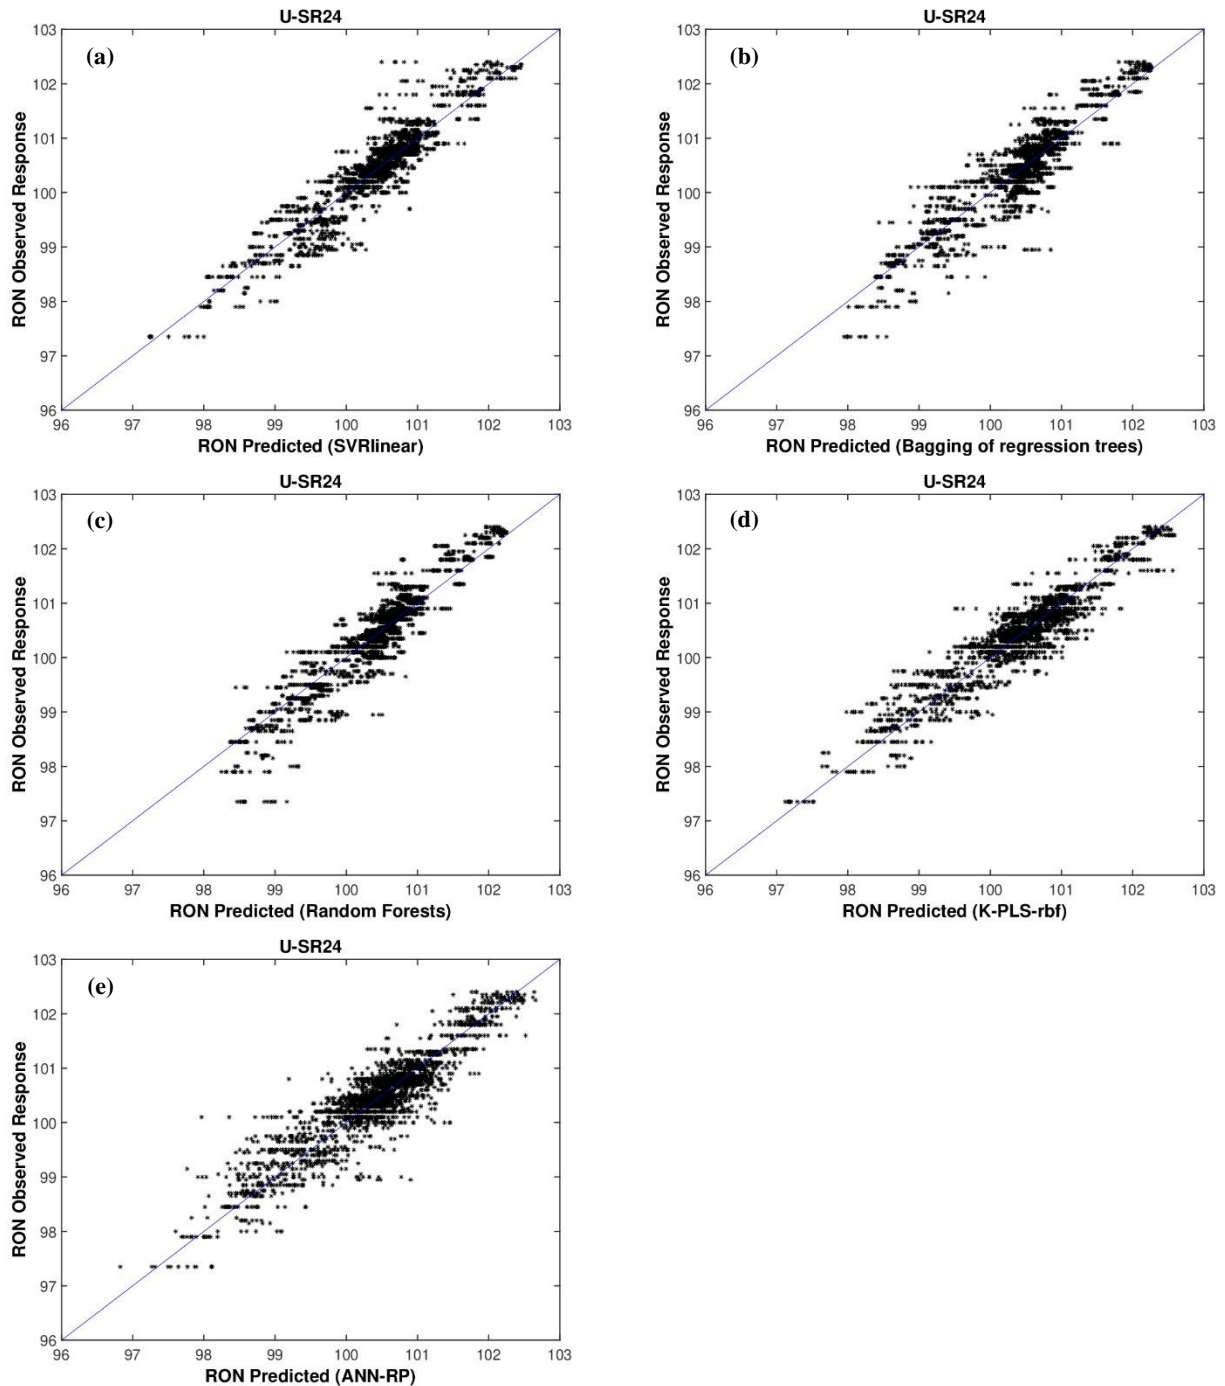 U-SR24
(a)
103
102
101
100
99
98
97
96
RON Observed Response
96 97 98 99 100 101 102 103
RON Predicted (SVRlinear)
U-SR24
(b)
103
102
101
100
99
98
97
96
RON Observed Response
96 97 98 99 100 101 102 103
RON Predicted (Bagging of regression trees)
U-SR24
(c)
103
102
101
100
99
98
97
96
RON Observed Response
96 97 98 99 100 101 102 103
RON Predicted (Random Forests)
U-SR24
(d)
103
102
101
100
99
98
97
96
RON Observed Response
96 97 98 99 100 101 102 103
RON Predicted (K-PLS-rbf)
U-SR24
(e)
103
102
101
100
99
98
97
96
RON Observed Response
96 97 98 99 100 101 102 103
RON Predicted (ANN-RP)